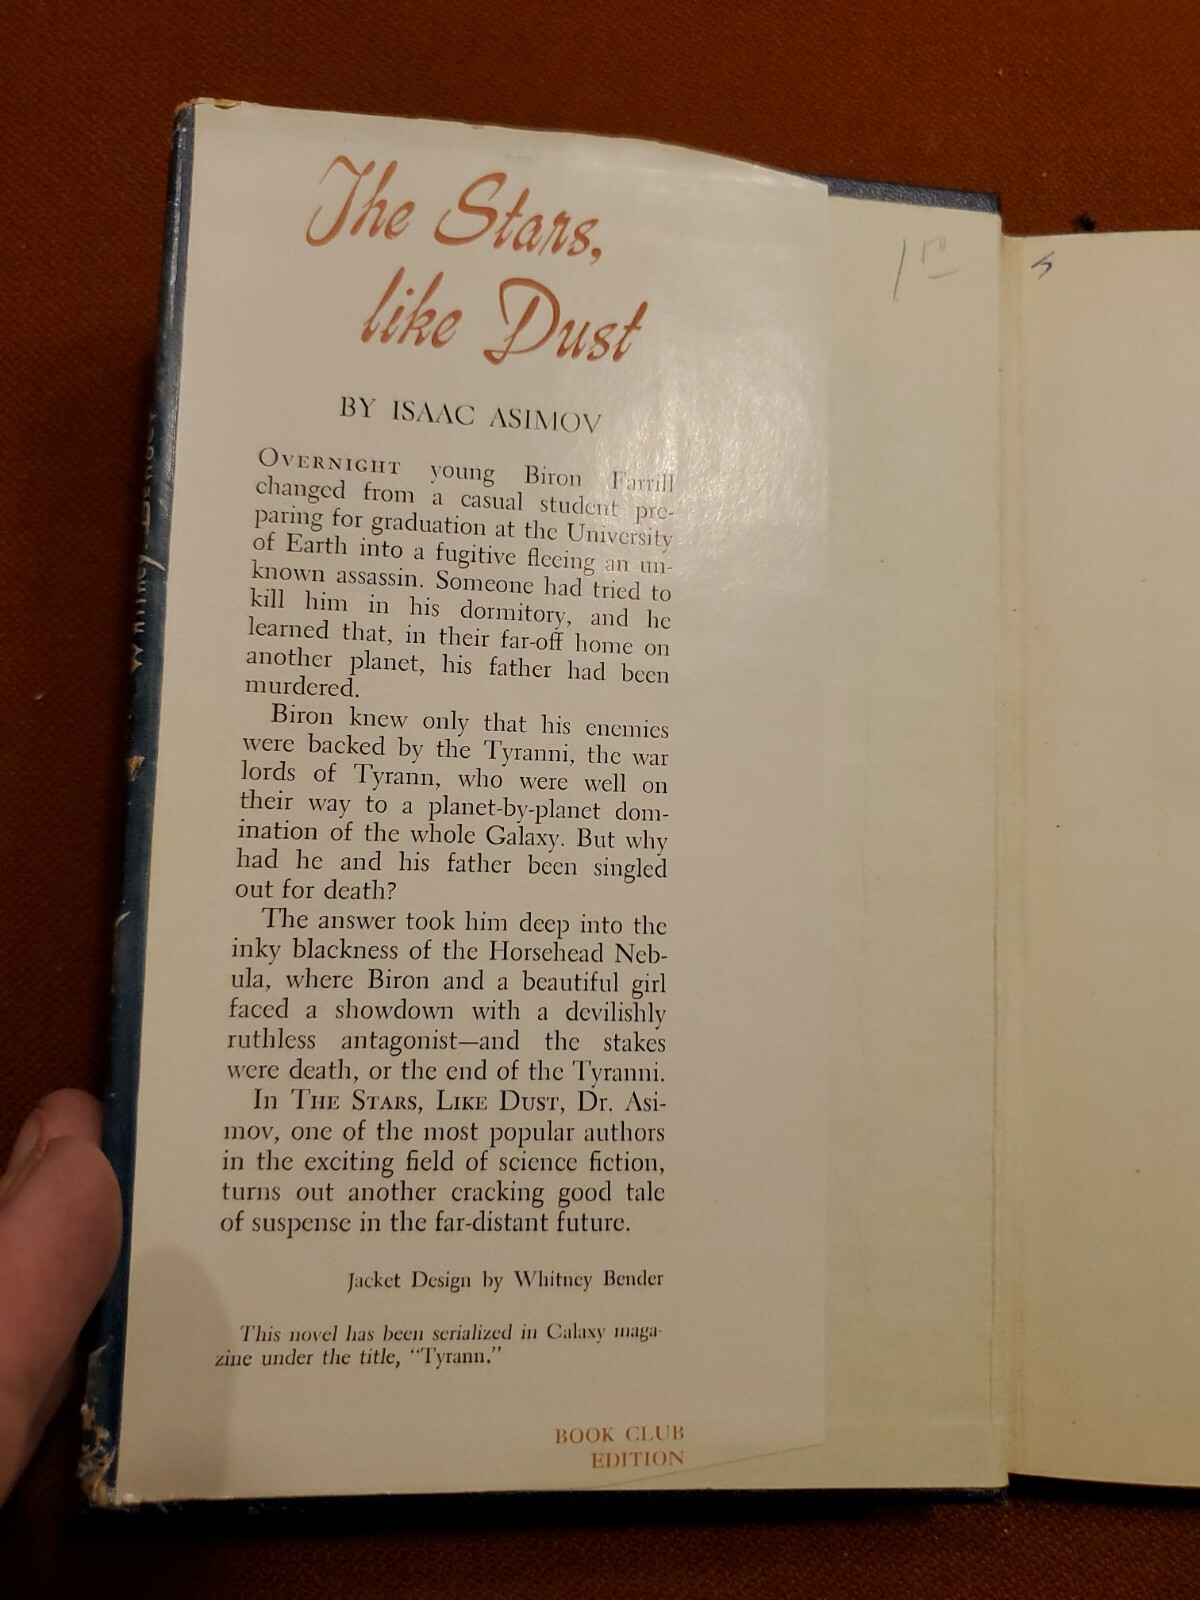 The Stars,
like Dust
BY ISAAC ASIMOV
OVERNIGHT young Biron Farrill
changed from a casual student pre-
paring for graduation at the University
of Earth into a fugitive fleeing an un-
known assassin. Someone had tried to
kill him in his dormitory, and he
learned that, in their far-off home on
another planet, his father had been
murdered.
Biron knew only that his enemies
were backed by the Tyranni, the war
lords of Tyrann, who were well on
their way to a planet-by-planet dom-
ination of the whole Galaxy. But why
had he and his father been singled
out for death?
The answer took him deep into the
inky blackness of the Horsehead Neb-
ula, where Biron and a beautiful girl
faced a showdown with a devilishly
ruthless antagonist—and the stakes
were death, or the end of the Tyranni.
In THE STARS, LIKE DUST, Dr. Asi-
mov, one of the most popular authors
in the exciting field of science fiction,
turns out another cracking good tale
of suspense in the far-distant future.
Jacket Design by Whitney Bender
This novel has been serialized in Galaxy maga-
zine under the title, “Tyrann.”
BOOK CLUB
EDITION